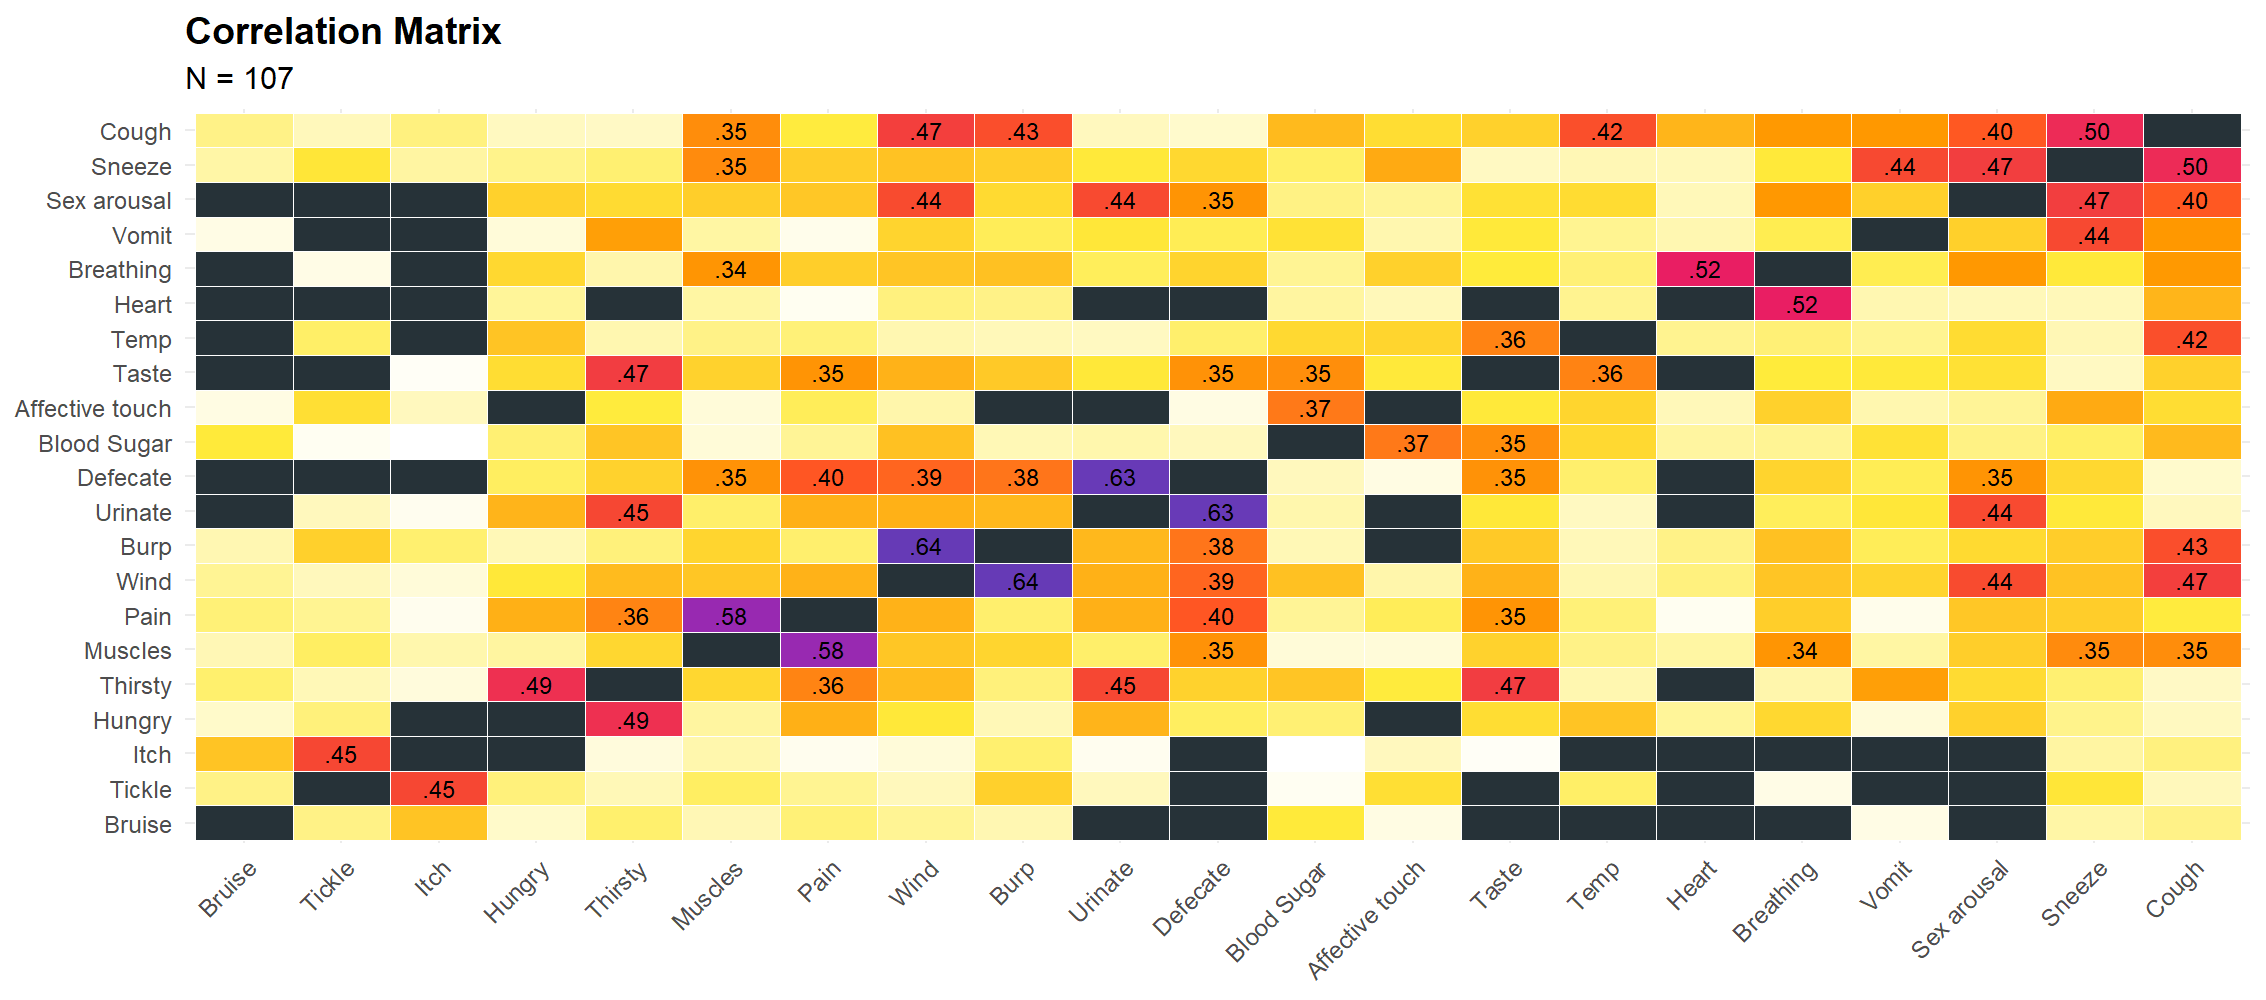 Correlation Matrix
N = 107
Cough .35 .47 .43 .42 .40 .50
Sneeze .35 .44 .47 .50
Sex arousal .44 .44 .35 .47 .40
Vomit .44
Breathing .34 .52
Heart .52
Temp .36 .42
Taste .47 .35 .35 .35 .36
Affective touch .37
Blood Sugar .37 .35
Defecate .35 .40 .39 .38 .63 .35 .35
Urinate .45 .63 .44
Burp .64 .38 .43
Wind .64 .39 .44 .47
Pain .36 .58 .40 .35
Muscles .58 .35 .34 .35 .35
Thirsty .49 .36 .45 .47
Hungry .49
Itch .45
Tickle .45
Bruise
Bruise Tickle Itch Hungry Thirsty Muscles Pain Wind Burp Urinate Defecate Blood Sugar Affective touch Taste Temp Heart Breathing Vomit Sex arousal Sneeze Cough